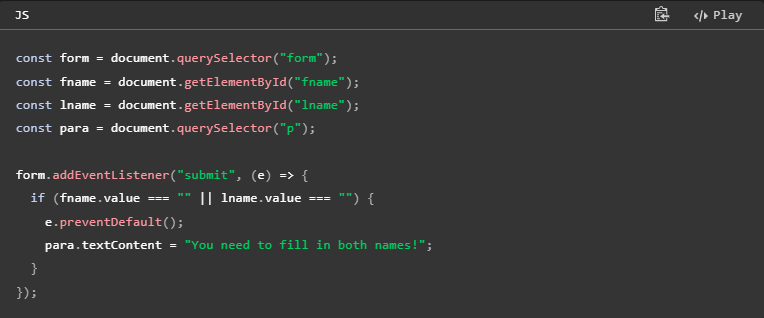 JS
</> Play
const form = document.querySelector("form");
const fname = document.getElementById("fname");
const lname = document.getElementById("lname");
const para = document.querySelector("p");

form.addEventListener("submit", (e) => {
  if (fname.value === "" || lname.value === "") {
    e.preventDefault();
    para.textContent = "You need to fill in both names!";
  }
});